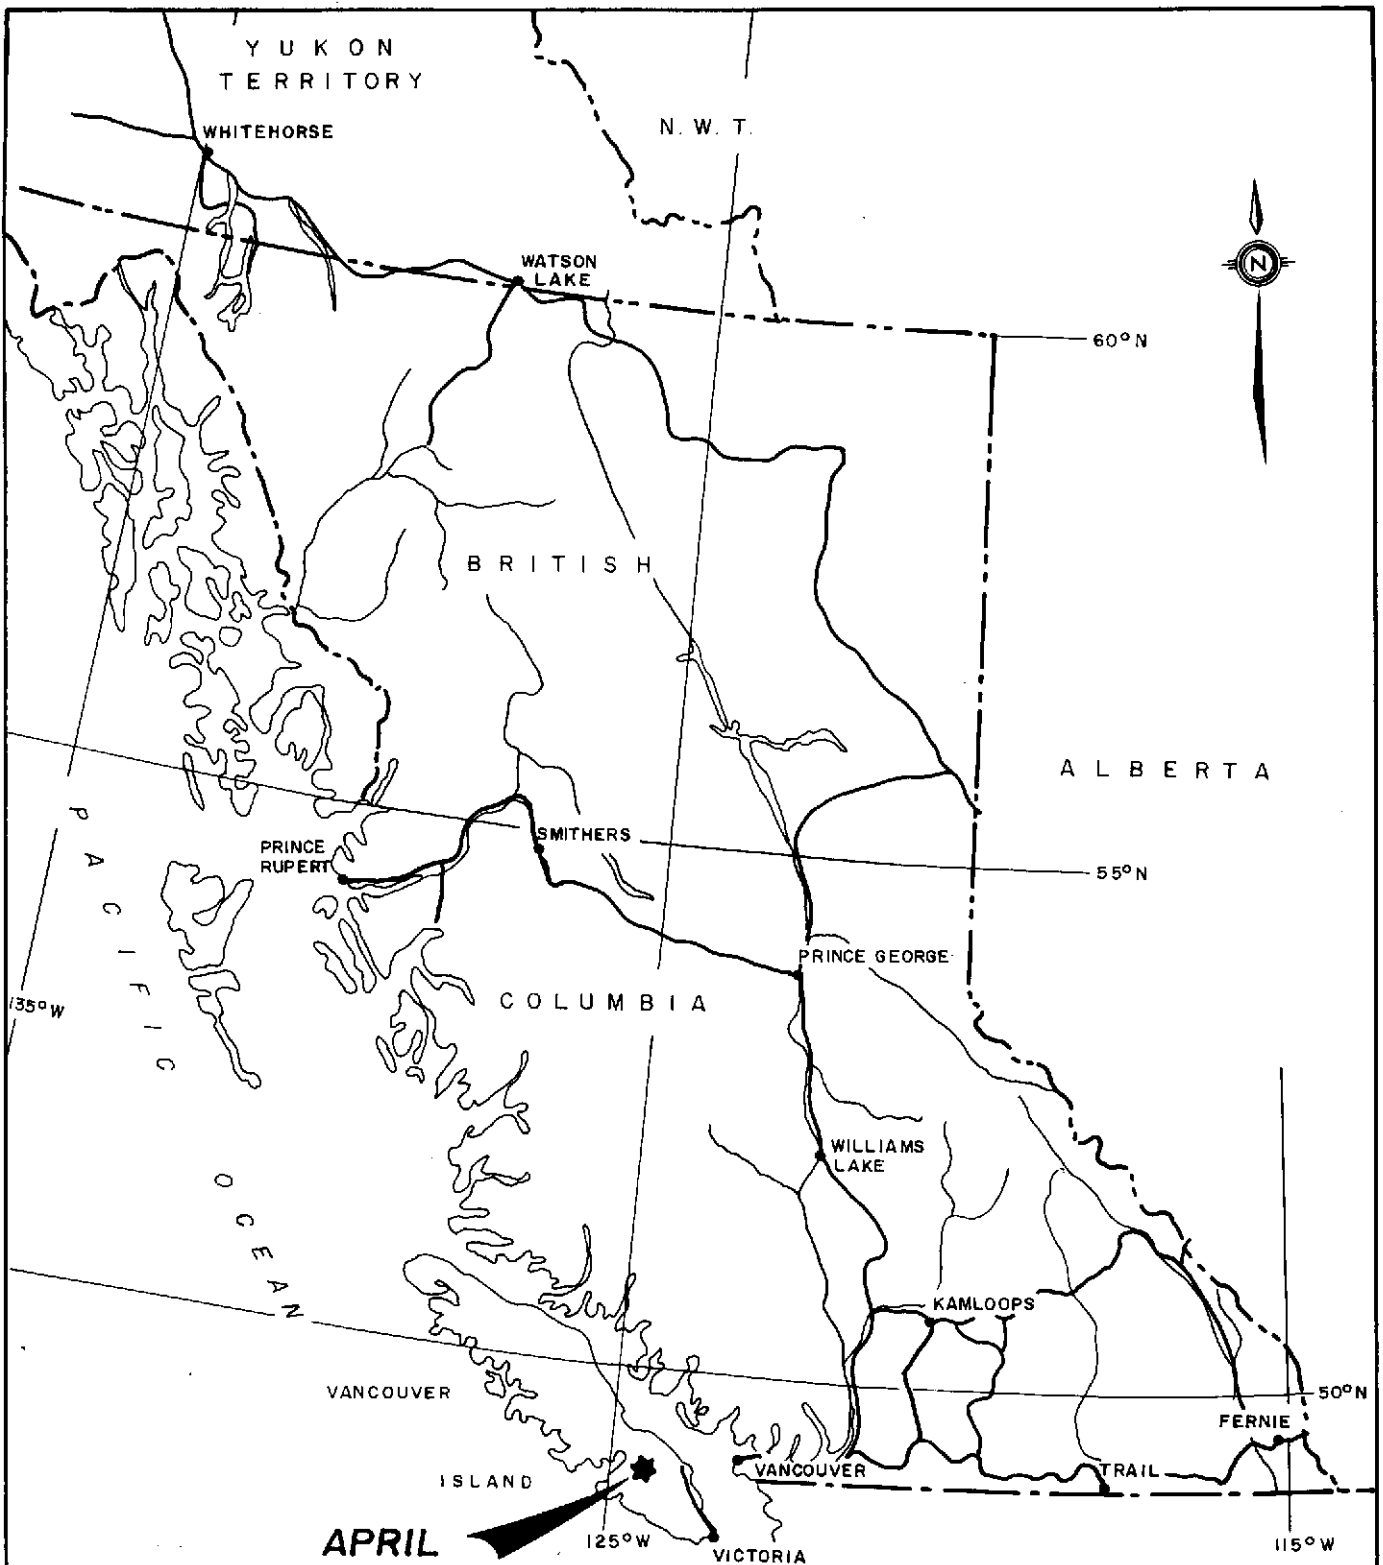 YUKON
TERRITORY
N. W. T.
WHITEHORSE
N
WATSON
LAKE
60°N
BRITISH
ALBERTA
PACIFIC
PRINCE
RUPERT
SMITHERS
55°N
PRINCE GEORGE
COLUMBIA
135°W
WILLIAMS
LAKE
OCEAN
KAMLOOPS
VANCOUVER
50°N
FERNIE
ISLAND
VANCOUVER
TRAIL
APRIL
125°W
VICTORIA
115°W